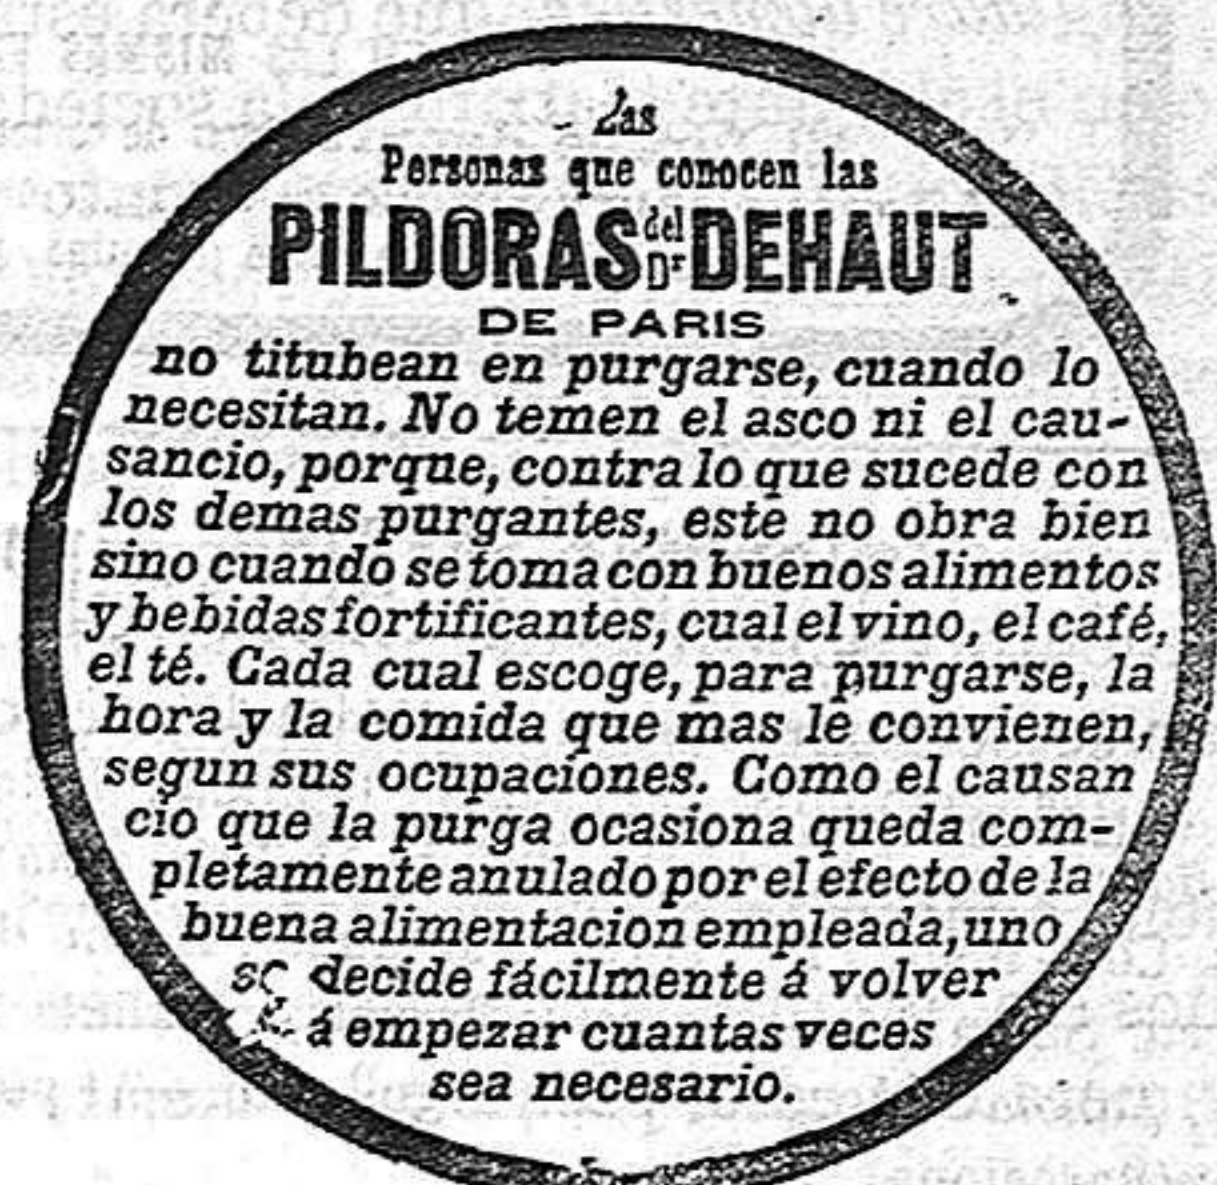 Las
Personas que conocen las
PILDORAS del Dr DEHAUT
DE PARIS
no titubean en purgarse, cuando lo
necesitan. No temen el asco ni el cau-
sancio, porque, contra lo que sucede con
los demas purgantes, este no obra bien
sino cuando se toma con buenos alimentos
y bebidas fortificantes, cual el vino, el café,
el té. Cada cual escoge, para purgarse, la
hora y la comida que mas le convienen,
segun sus ocupaciones. Como el causan
cio que la purga ocasiona queda com-
pletamente anulado por el efecto de la
buena alimentacion empleada, uno
se decide fácilmente á volver
á empezar cuantas veces
sea necesario.